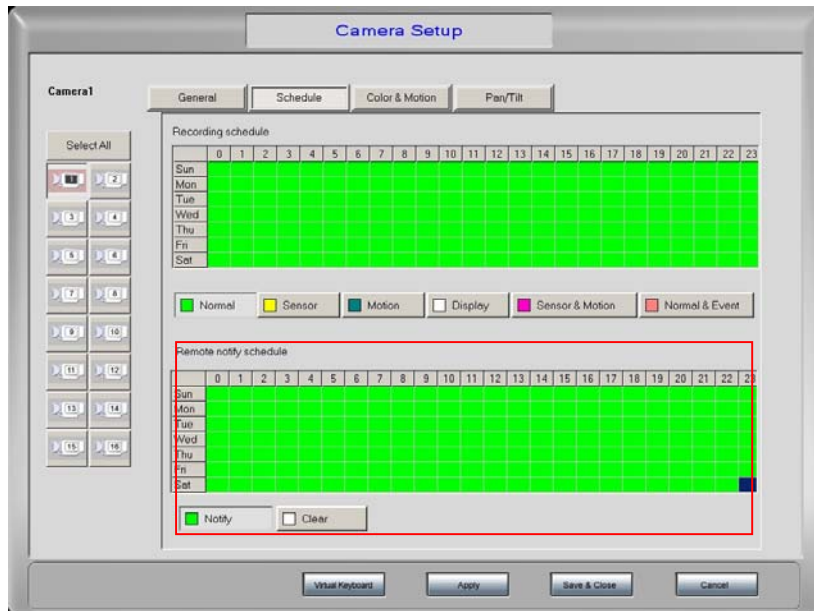 Camera Setup
Camera1
General Schedule Color & Motion Pan/Tilt
Select All
1 2
3 4
5 6
7 8
9 10
11 12
13 14
15 16
Recording schedule
0 1 2 3 4 5 6 7 8 9 10 11 12 13 14 15 16 17 18 19 20 21 22 23
Sun
Mon
Tue
Wed
Thu
Fri
Sat
Normal Sensor Motion Display Sensor & Motion Normal & Event
Remote notify schedule
0 1 2 3 4 5 6 7 8 9 10 11 12 13 14 15 16 17 18 19 20 21 22 23
Sun
Mon
Tue
Wed
Thu
Fri
Sat
Notify Clear
Virtual Keyboard Apply Save & Close Cancel